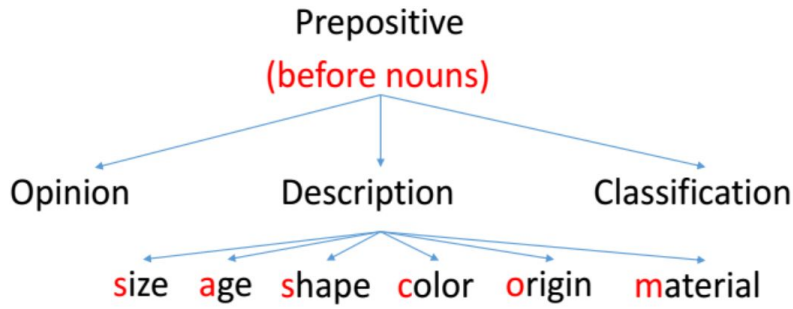 Prepositive
(before nouns)
Opinion Description Classification
size age shape color origin material